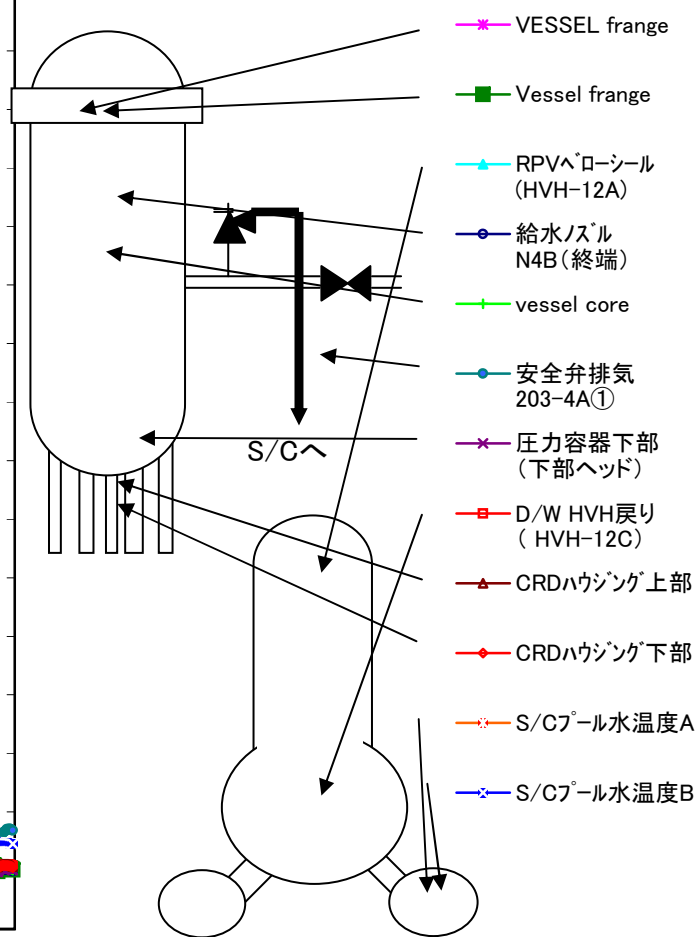 VESSEL frange
Vessel frange
RPVベローシール
(HVH-12A)
給水ノズル
N4B(終端)
vessel core
安全弁排気
203-4A①
S/Cへ
圧力容器下部
(下部ヘッド)
D/W HVH戻り
( HVH-12C)
CRDハウジング上部
CRDハウジング下部
S/Cプール水温度A
S/Cプール水温度B